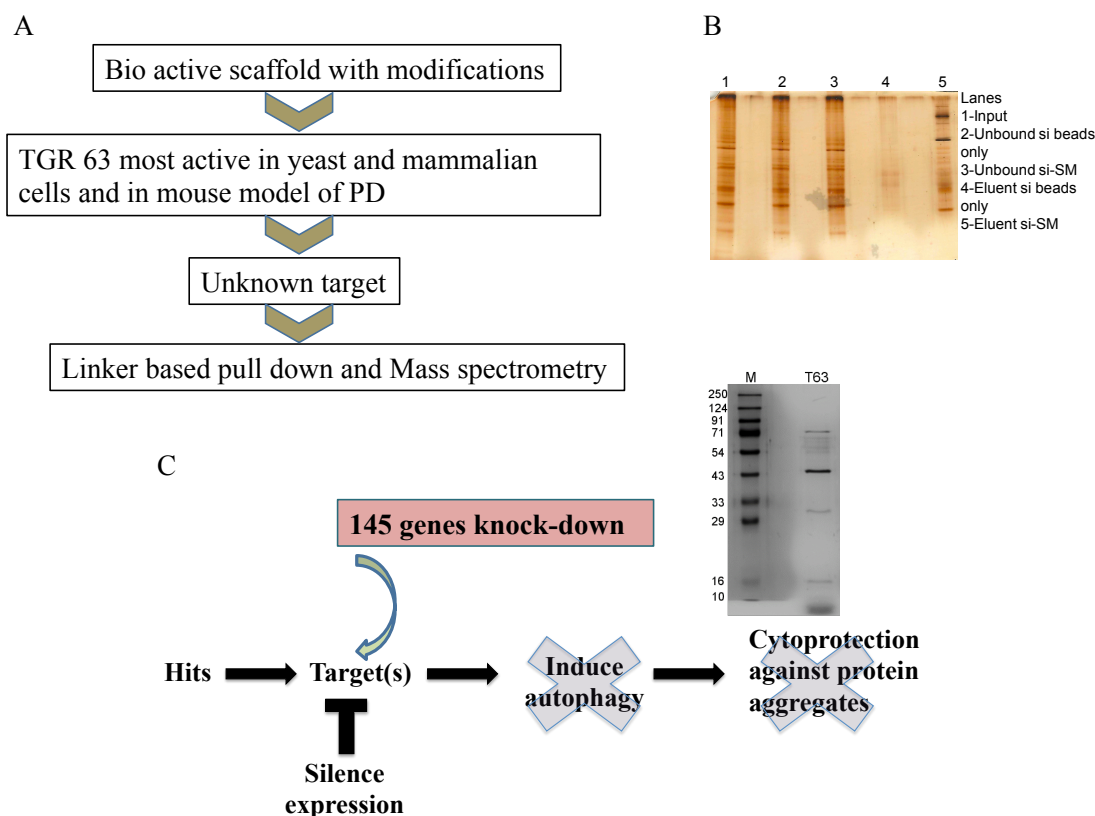 A
Bio active scaffold with modifications
TGR 63 most active in yeast and mammalian
cells and in mouse model of PD
Unknown target
Linker based pull down and Mass spectrometry
B
1 2 3 4 5
Lanes
1-Input
2-Unbound si beads
only
3-Unbound si-SM
4-Eluent si beads
only
5-Eluent si-SM
M T63
250
124
91
71
54
43
33
29
16
10
C
145 genes knock-down
Hits
Target(s)
Induce
autophagy
Cytoprotection
against protein
aggregates
Silence
expression